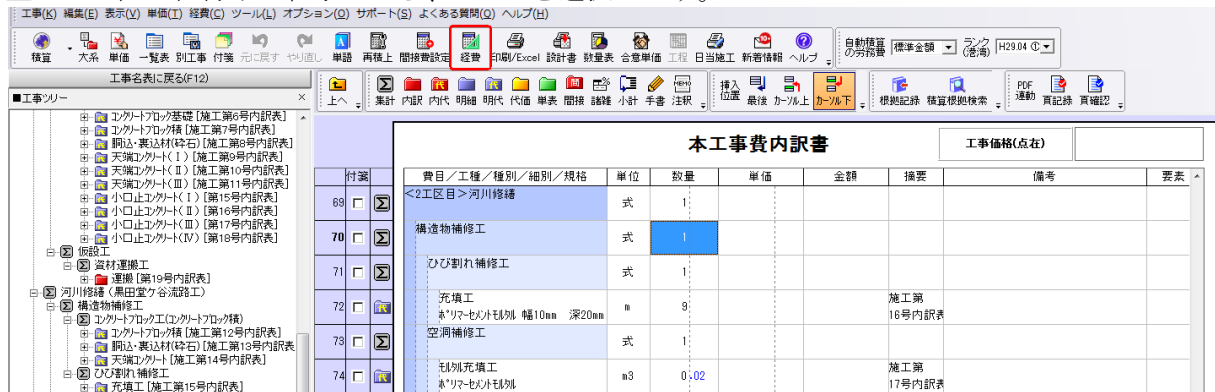 工事(K) 編集(E) 表示(V) 単価(T) 経費(C) ツール(L) オプション(O) サポート(S) よくある質問(Q) ヘルプ(H)
積算 大系 単価 一覧表 別工事 付箋 元に戻す やり直し 単語 再積上 間接費設定 経費 印刷/Excel 設計書 数量表 合意単価 工程 日当施工 新着情報 ヘルプ
自動積算の労務費 標準金額 ランク(港湾) H29.04 ①
工事名表に戻る(F12)
上へ 集計 内訳 内代 明細 明代 代価 単表 間接 諸雑 小計 手書 注釈 挿入位置 最後 カーソル上 カーソル下 根拠記録 積算根拠検索 PDF連動 頁記録 頁確認
■工事ツリー ×
コンクリートブロック基礎 [施工第6号内訳表]
コンクリートブロック積 [施工第7号内訳表]
胴込・裏込材(砕石) [施工第8号内訳表]
天端コンクリート(Ⅰ) [施工第9号内訳表]
天端コンクリート(Ⅱ) [施工第10号内訳表]
天端コンクリート(Ⅲ) [施工第11号内訳表]
小口止コンクリート(Ⅰ) [第15号内訳表]
小口止コンクリート(Ⅱ) [第16号内訳表]
小口止コンクリート(Ⅲ) [第17号内訳表]
小口止コンクリート(Ⅳ) [第18号内訳表]
仮設工
資材運搬工
運搬 [第19号内訳表]
河川修繕 (黒田堂ケ谷流路工)
構造物補修工
コンクリートブロック工(コンクリートブロック積)
コンクリートブロック積 [施工第12号内訳表]
胴込・裏込材(砕石) [施工第13号内訳表
天端コンクリート [施工第14号内訳表]
ひび割れ補修工
充填工 [施工第15号内訳表]
本工事費内訳書
工事価格(点在)
付箋 費目/工種/種別/細別/規格 単位 数量 単価 金額 摘要 備考 要素
69 Σ <2工区目>河川修繕 式 1
70 Σ 構造物補修工 式 1
71 Σ ひび割れ補修工 式 1
72 充填工 m 9 施工第
ポリマーセメントモルタル 幅10mm 深20mm 16号内訳表
73 Σ 空洞補修工 式 1
74 モルタル充填工 m3 0.02 施工第
ポリマーセメントモルタル 17号内訳表